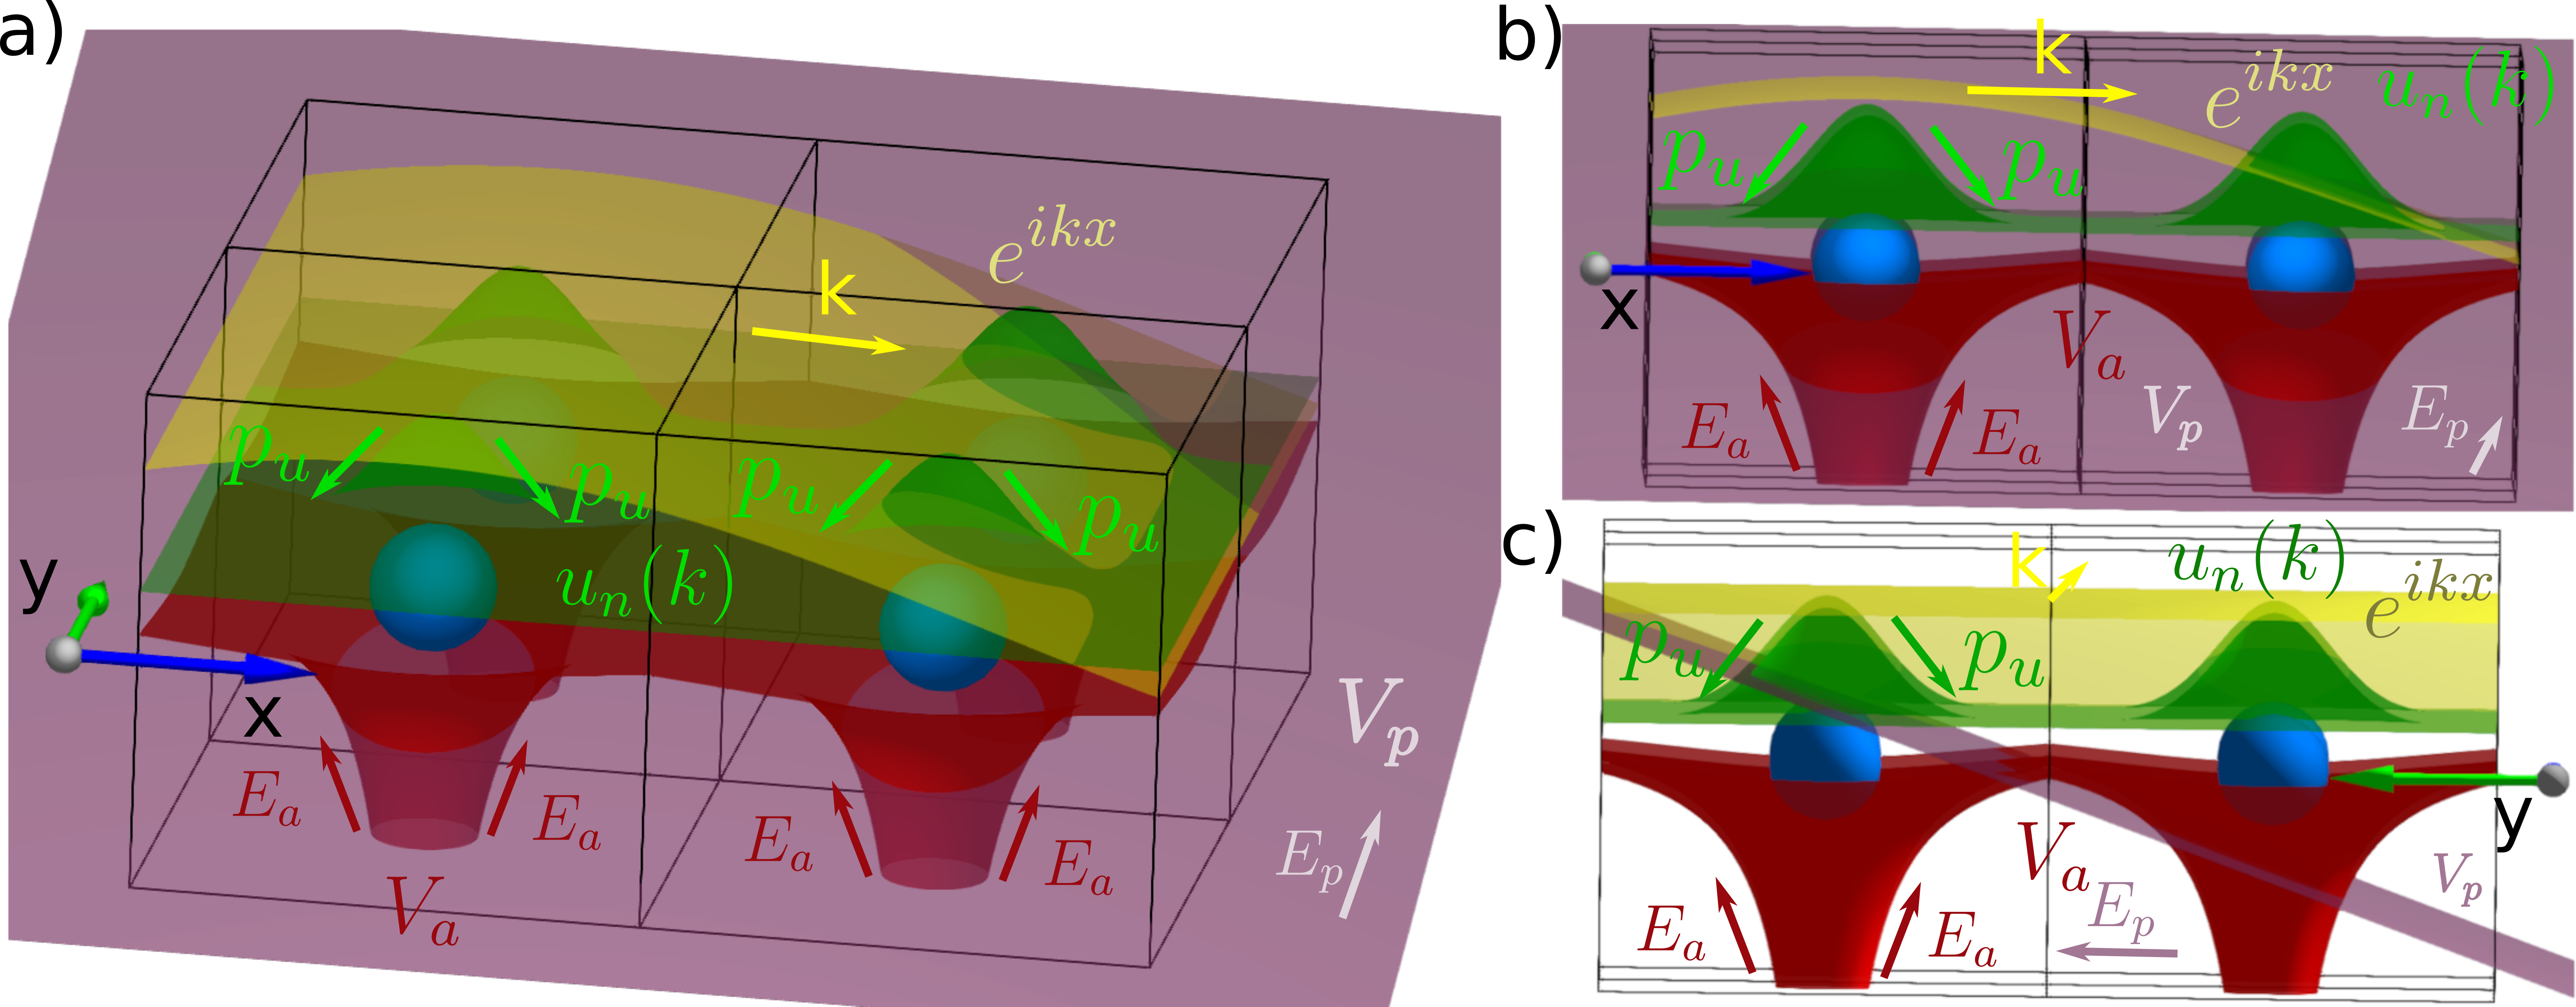 a)
e^{ikx}
k
p_u
p_u
p_u
p_u
u_n(k)
y
x
V_p
E_a
E_a
E_a
E_a
E_p
V_a
b)
k
e^{ikx}
u_n(k)
p_u
p_u
x
V_a
V_p
E_p
E_a
E_a
c)
k
u_n(k)
e^{ikx}
p_u
p_u
y
V_a
V_p
E_p
E_a
E_a